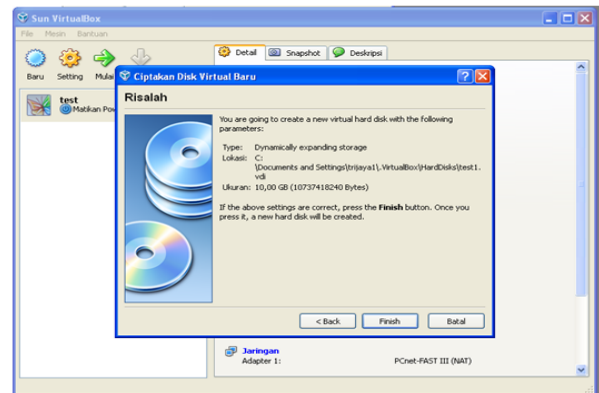 Sun VirtualBox
File Mesin Bantuan
Baru Setting Mulai
Detail Snapshot Deskripsi
test
Matikan Pow
Ciptakan Disk Virtual Baru
Risalah
You are going to create a new virtual hard disk with the following
parameters:
Type: Dynamically expanding storage
Lokasi: C:
\Documents and Settings\trijaya1\.VirtualBox\HardDisks\test1.
vdi
Ukuran: 10,00 GB (10737418240 Bytes)
If the above settings are correct, press the Finish button. Once you
press it, a new hard disk will be created.
< Back Finish Batal
Jaringan
Adapter 1: PCnet-FAST III (NAT)